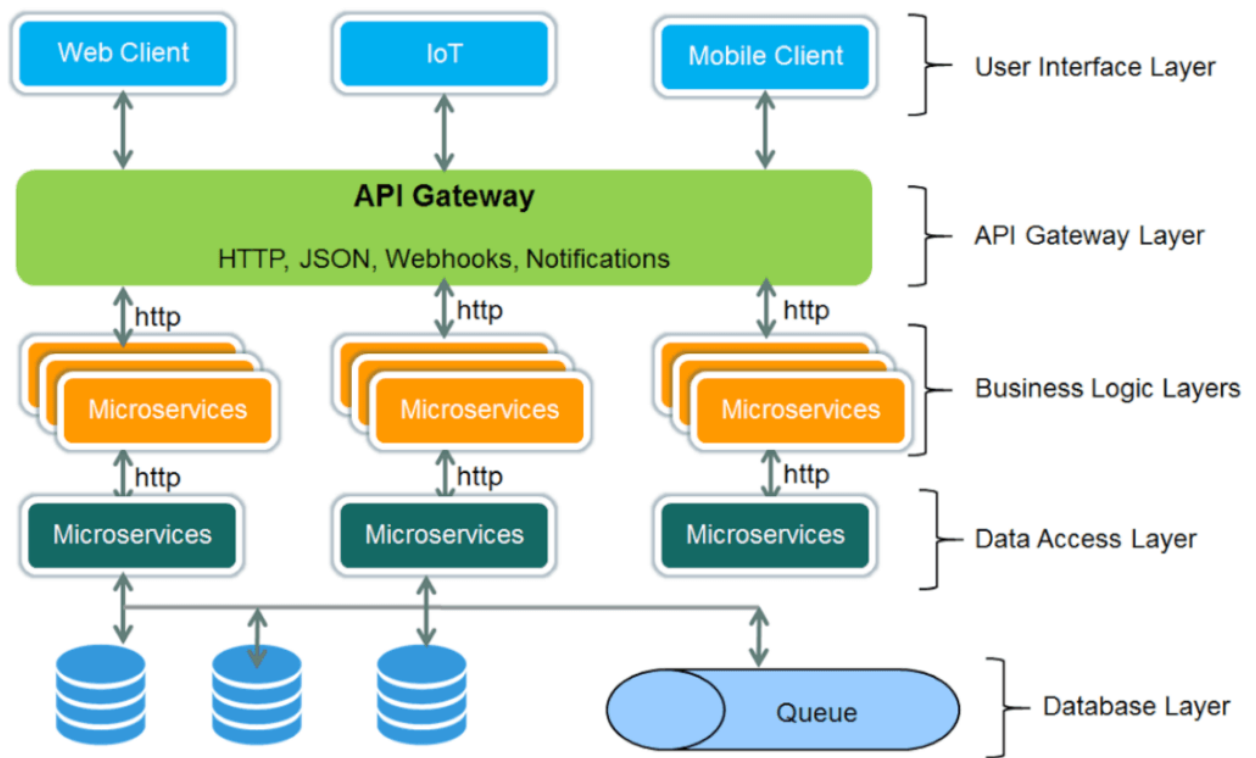 Web Client
IoT
Mobile Client
User Interface Layer
API Gateway
HTTP, JSON, Webhooks, Notifications
API Gateway Layer
http
http
http
Microservices
Microservices
Microservices
Business Logic Layers
http
http
http
Microservices
Microservices
Microservices
Data Access Layer
Queue
Database Layer